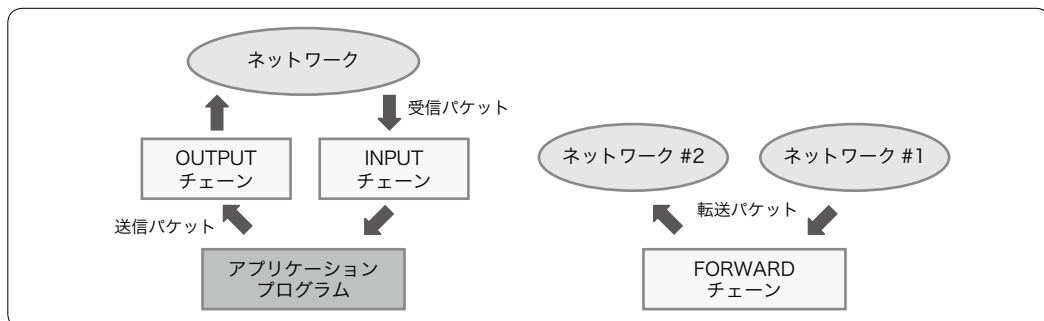 ネットワーク
受信パケット
OUTPUT
チェーン
INPUT
チェーン
送信パケット
アプリケーション
プログラム
ネットワーク #2
ネットワーク #1
転送パケット
FORWARD
チェーン